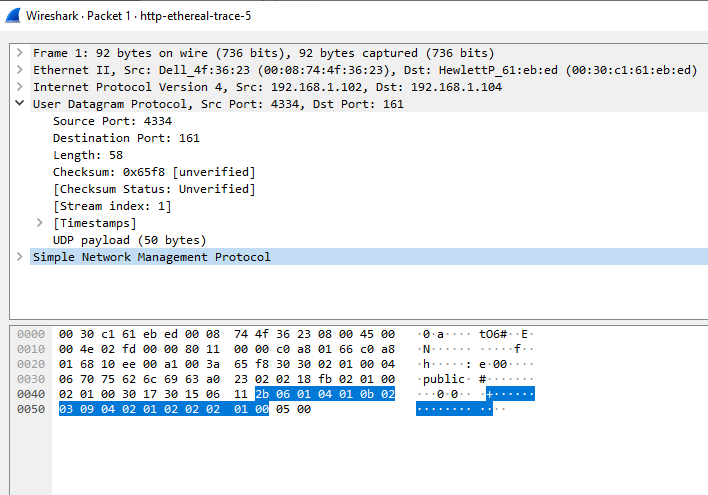 Wireshark · Packet 1 · http-ethereal-trace-5
Frame 1: 92 bytes on wire (736 bits), 92 bytes captured (736 bits)
Ethernet II, Src: Dell_4f:36:23 (00:08:74:4f:36:23), Dst: HewlettP_61:eb:ed (00:30:c1:61:eb:ed)
Internet Protocol Version 4, Src: 192.168.1.102, Dst: 192.168.1.104
User Datagram Protocol, Src Port: 4334, Dst Port: 161
Source Port: 4334
Destination Port: 161
Length: 58
Checksum: 0x65f8 [unverified]
[Checksum Status: Unverified]
[Stream index: 1]
[Timestamps]
UDP payload (50 bytes)
Simple Network Management Protocol
0000 00 30 c1 61 eb ed 00 08 74 4f 36 23 08 00 45 00 ·0·a···· tO6#··E·
0010 00 4e 02 fd 00 00 80 11 00 00 c0 a8 01 66 c0 a8 ·N······ ·····f··
0020 01 68 10 ee 00 a1 00 3a 65 f8 30 30 02 01 00 04 ·h·····: e·00····
0030 06 70 75 62 6c 69 63 a0 23 02 02 18 fb 02 01 00 ·public· #·······
0040 02 01 00 30 17 30 15 06 11 2b 06 01 04 01 0b 02 ···0·0·· ·+······
0050 03 09 04 02 01 02 02 02 01 00 05 00 ········ ····